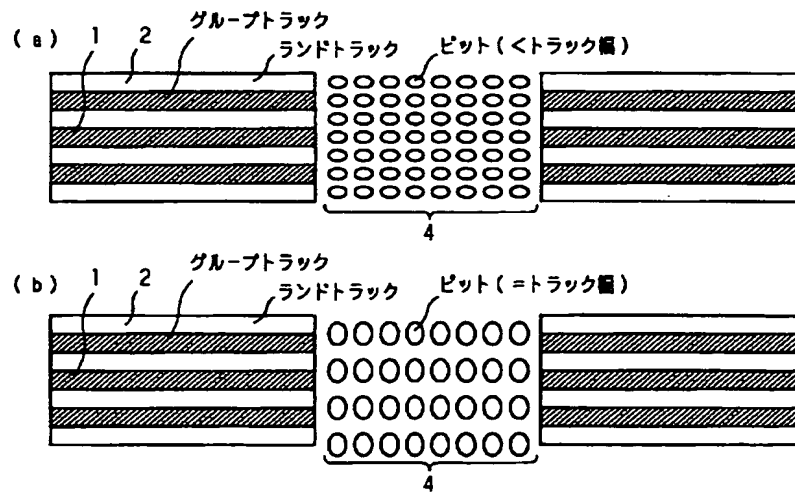 (a) 1 2 グループトラック
ランドトラック ピット(<トラック幅)
4
(b) 1 2 グループトラック
ランドトラック ピット(=トラック幅)
4